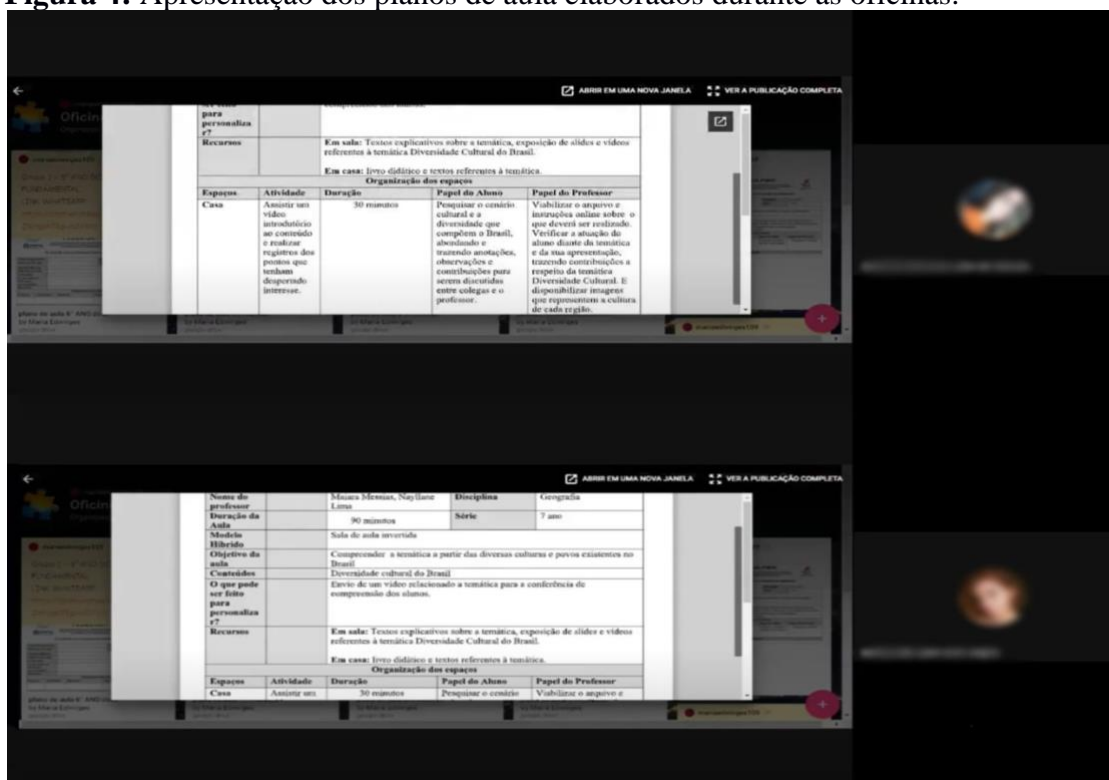 Figura 4: Apresentação dos planos de aula elaborados durante as oficinas.
ABRIR EM UMA NOVA JANELA VER A PUBLICAÇÃO COMPLETA
Oficin
para
personaliza
r?
Recursos
Em sala: Textos explicativos sobre a temática, exposição de slides e vídeos
referentes à temática Diversidade Cultural do Brasil.
Em casa: livro didático e textos referentes à temática.
Organização dos espaços
Espaços Atividade Duração Papel do Aluno Papel do Professor
Casa
Assistir um
vídeo
introdutório
ao conteúdo
e realizar
registros dos
pontos que
tenham
despertado
interesse.
30 minutos
Pesquisar o cenário
cultural e a
diversidade que
compõem o Brasil,
abordando e
trazendo anotações,
observações e
contribuições para
serem discutidas
entre colegas e o
professor.
Viabilizar o arquivo e
instruções online sobre o
que deverá ser realizado.
Verificar a atuação do
aluno diante da temática
e da sua apresentação,
trazendo contribuições a
respeito da temática
Diversidade Cultural. E
disponibilizar imagens
que representem a cultura
de cada região.
ABRIR EM UMA NOVA JANELA VER A PUBLICAÇÃO COMPLETA
Oficin
Nome do
professor
Maiara Messias, Nayllane
Lima
Disciplina Geografia
Duração da
Aula
90 minutos Série 7 ano
Modelo
Híbrido
Sala de aula invertida
Objetivo da
aula
Compreender a temática a partir das diversas culturas e povos existentes no
Brasil
Conteúdos Diversidade cultural do Brasil
O que pode
ser feito
para
personaliza
r?
Envio de um vídeo relacionado a temática para a conferência de
compreensão dos alunos.
Recursos
Em sala: Textos explicativos sobre a temática, exposição de slides e vídeos
referentes à temática Diversidade Cultural do Brasil.
Em casa: livro didático e textos referentes à temática.
Organização dos espaços
Espaços Atividade Duração Papel do Aluno Papel do Professor
Casa Assistir um 30 minutos Pesquisar o cenário Viabilizar o arquivo e